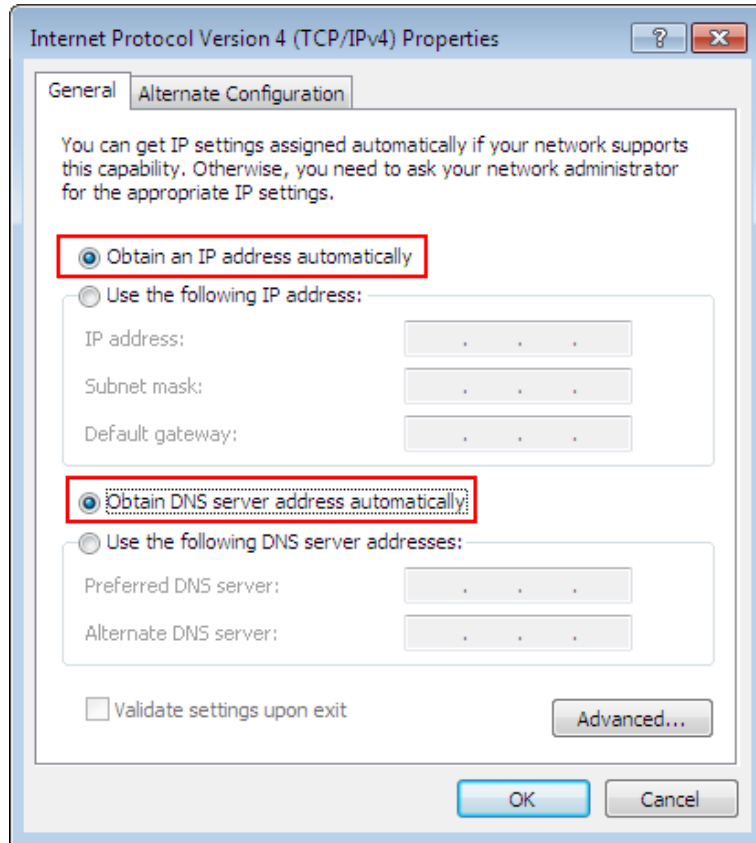 Internet Protocol Version 4 (TCP/IPv4) Properties
General
Alternate Configuration
You can get IP settings assigned automatically if your network supports
this capability. Otherwise, you need to ask your network administrator
for the appropriate IP settings.
Obtain an IP address automatically
Use the following IP address:
IP address:
Subnet mask:
Default gateway:
Obtain DNS server address automatically
Use the following DNS server addresses:
Preferred DNS server:
Alternate DNS server:
Validate settings upon exit
Advanced...
OK
Cancel